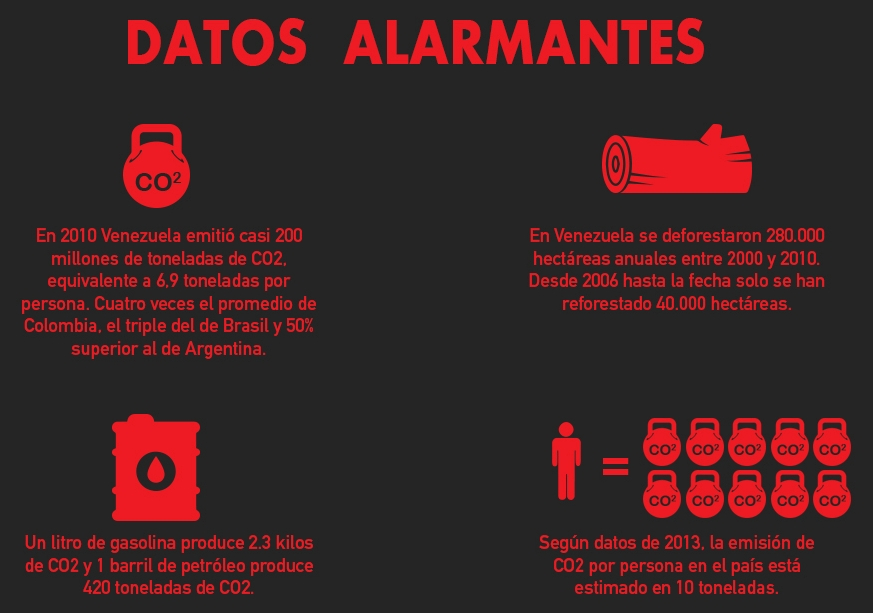 DATOS ALARMANTES
CO²
En 2010 Venezuela emitió casi 200
millones de toneladas de CO2,
equivalente a 6,9 toneladas por
persona. Cuatro veces el promedio de
Colombia, el triple del de Brasil y 50%
superior al de Argentina.
En Venezuela se deforestaron 280.000
hectáreas anuales entre 2000 y 2010.
Desde 2006 hasta la fecha solo se han
reforestado 40.000 hectáreas.
Un litro de gasolina produce 2.3 kilos
de CO2 y 1 barril de petróleo produce
420 toneladas de CO2.
=
CO² CO² CO² CO² CO²
CO² CO² CO² CO² CO²
Según datos de 2013, la emisión de
CO2 por persona en el país está
estimado en 10 toneladas.